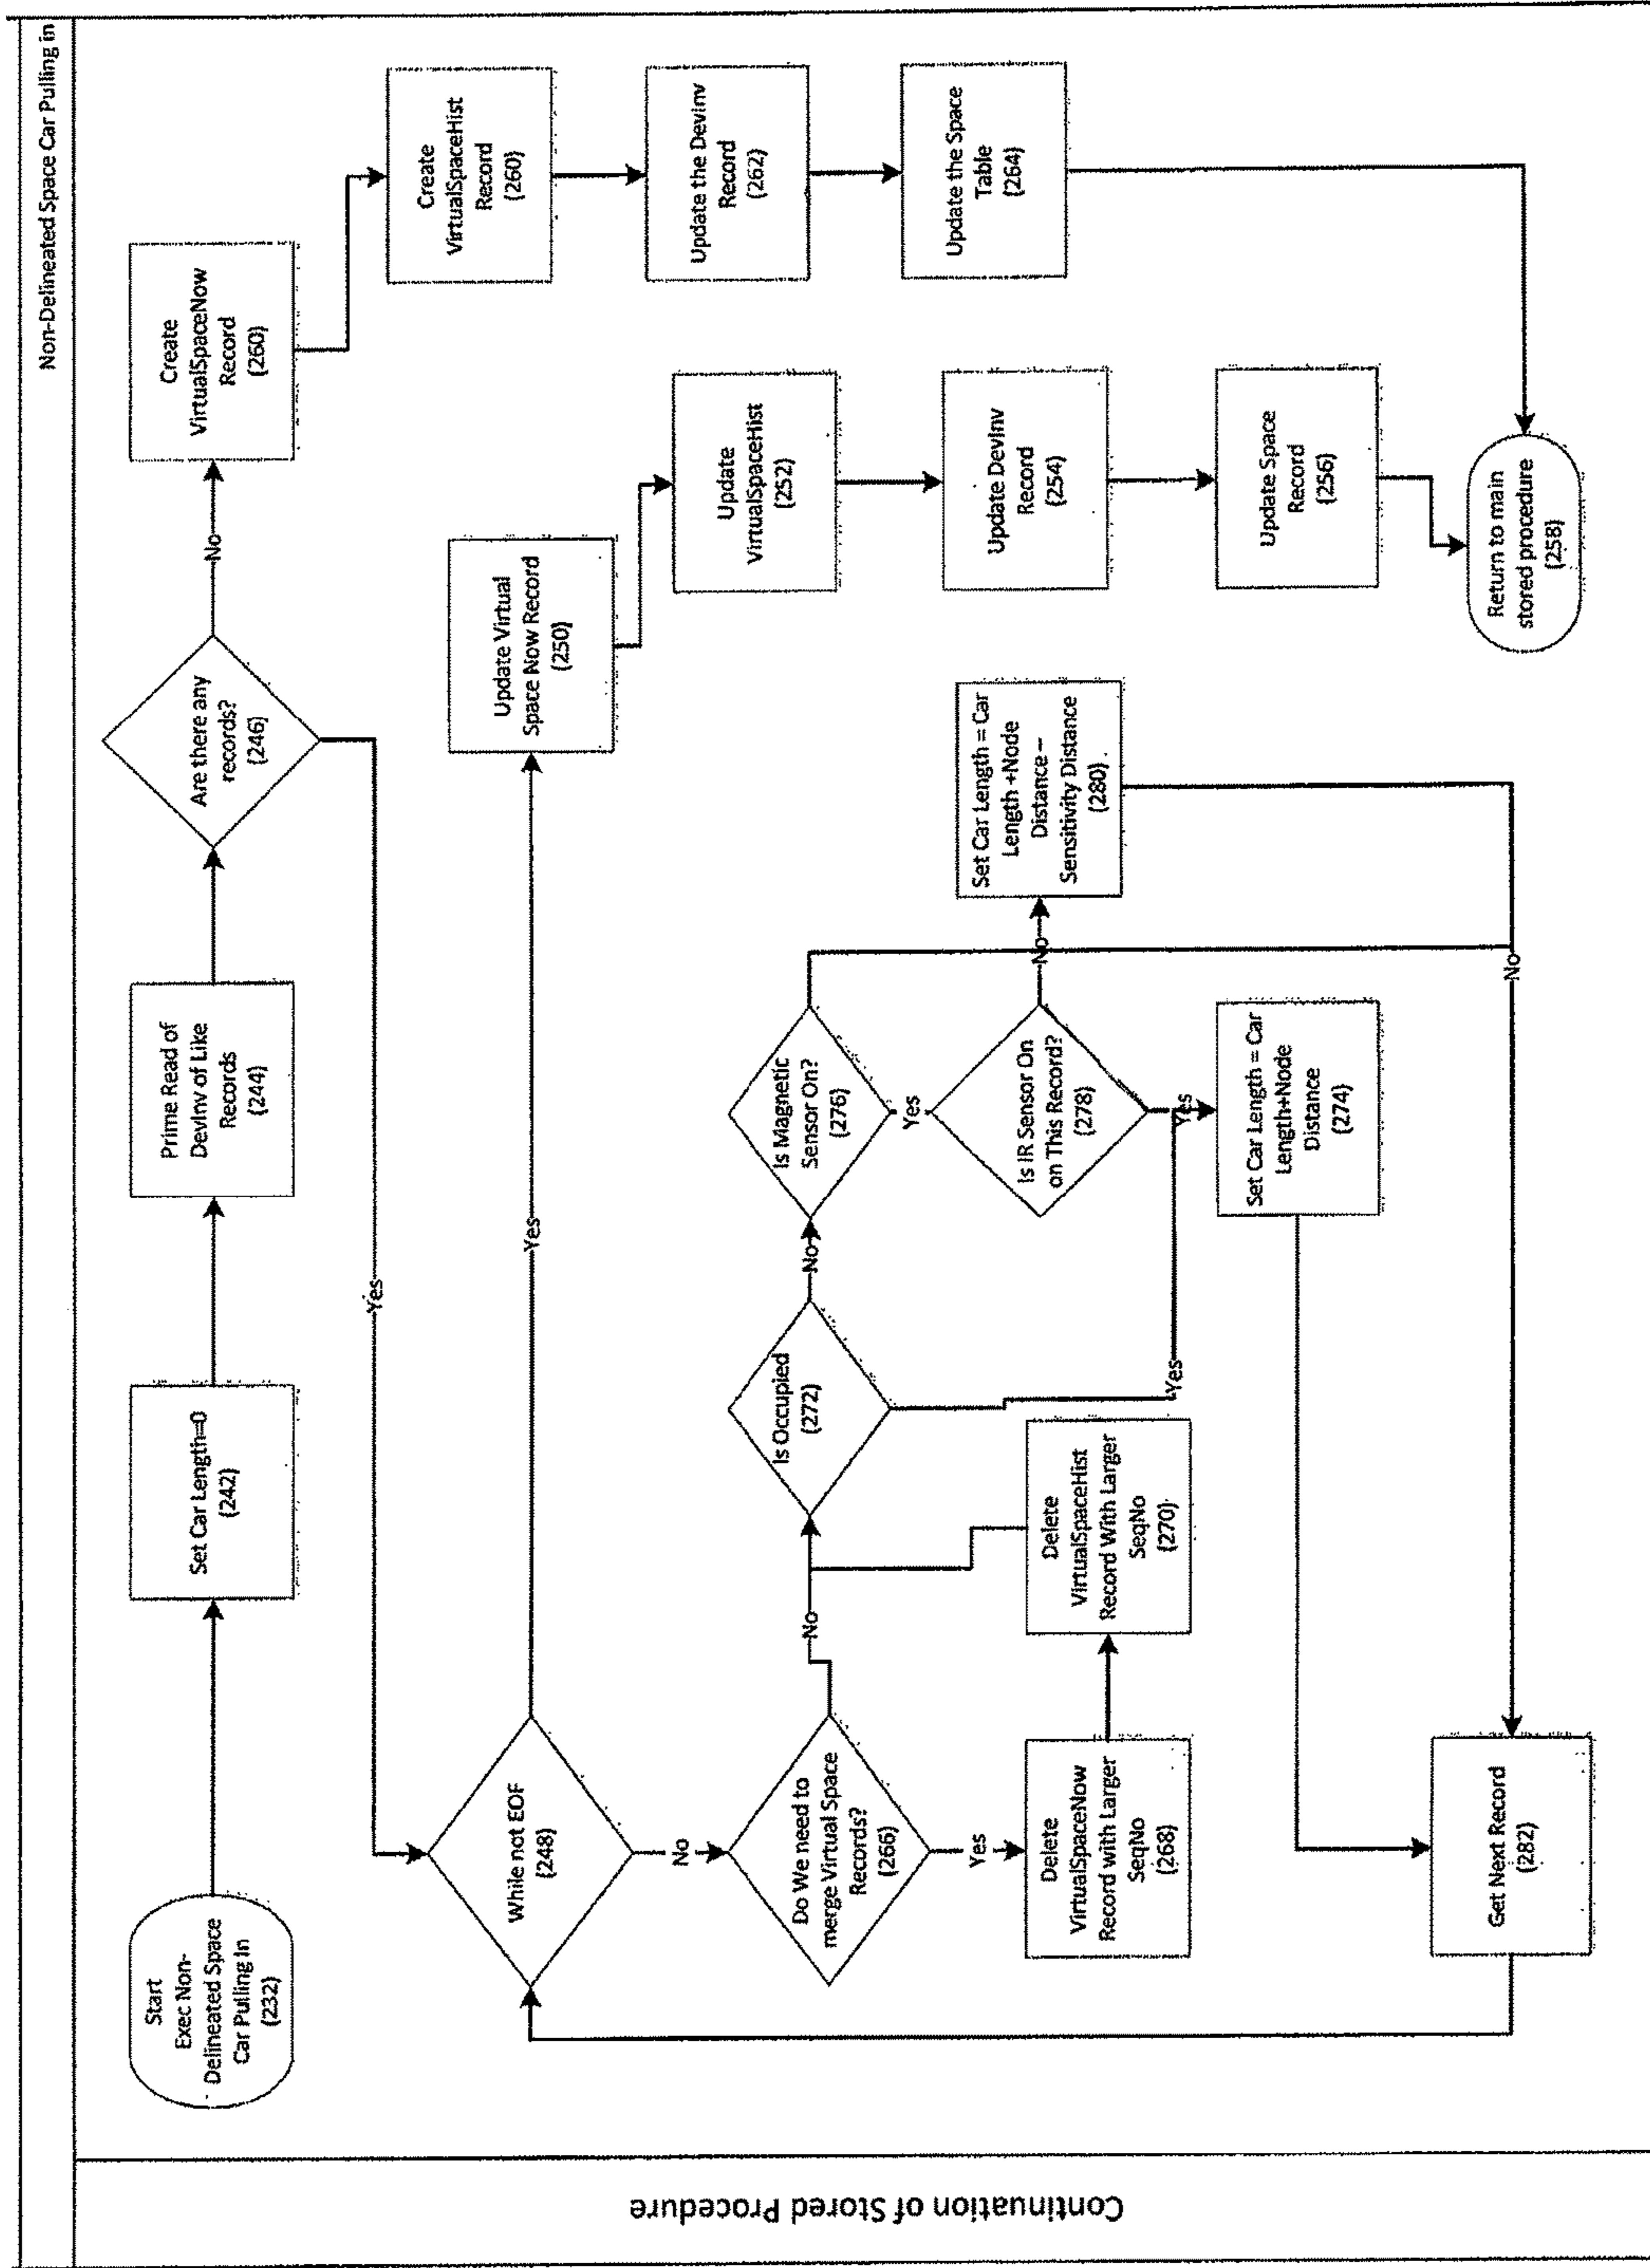 Non-Delineated Space Car Pulling in
Continuation of Stored Procedure
Start
Exec Non-
Delineated Space
Car Pulling In
(232)
Set Car Length=0
(242)
Prime Read of
DevInv of Like
Records
(244)
Are there any
records?
(246)
No
Yes
Create
VirtualSpaceNow
Record
(260)
Create
VirtualSpaceHist
Record
(260)
Update the DevInv
Record
(262)
Update the Space
Table
(264)
While not EOF
(248)
Yes
No
Update Virtual
Space Now Record
(250)
Update
VirtualSpaceHist
(252)
Update DevInv
Record
(254)
Update Space
Record
(256)
Return to main
stored procedure
(258)
Do We need to
merge Virtual Space
Records?
(266)
No
Yes
Delete
VirtualSpaceNow
Record with Larger
SeqNo
(268)
Delete
VirtualSpaceHist
Record With Larger
SeqNo
(270)
Is Occupied
(272)
No
Yes
Is Magnetic
Sensor On?
(276)
Yes
No
Is IR Sensor On
on This Record?
(278)
No
Yes
Set Car Length = Car
Length +Node
Distance –
Sensitivity Distance
(280)
Set Car Length = Car
Length+Node
Distance
(274)
Get Next Record
(282)